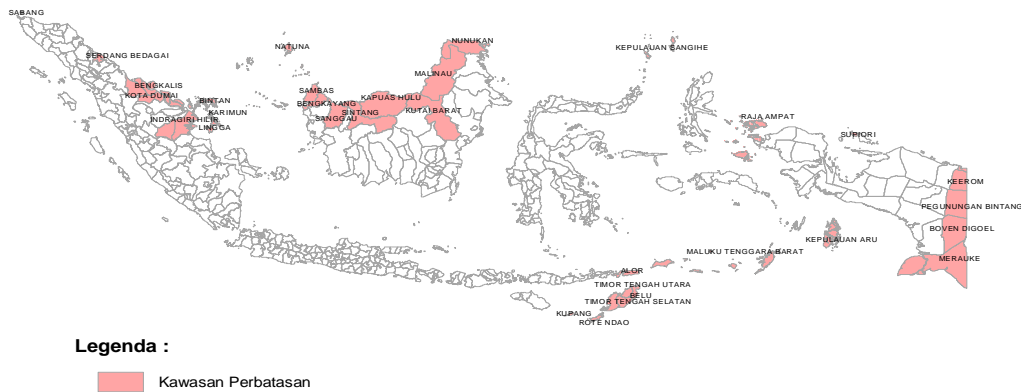 SABANG
SERDANG BEDAGAI
BENGKALIS
KOTA DUMAI
BINTAN
KARIMUN
INDRAGIRI HILIR
LINGGA
NATUNA
SAMBAS
BENGKAYANG
SANGGAU
SINTANG
KAPUAS HULU
NUNUKAN
MALINAU
KUTAI BARAT
KEPULAUAN SANGIHE
RAJA AMPAT
SUPIORI
KEEROM
PEGUNUNGAN BINTANG
BOVEN DIGOEL
MERAUKE
KEPULAUAN ARU
MALUKU TENGGARA BARAT
ALOR
TIMOR TENGAH UTARA
BELU
TIMOR TENGAH SELATAN
KUPANG
ROTE NDAO
Legenda :
Kawasan Perbatasan